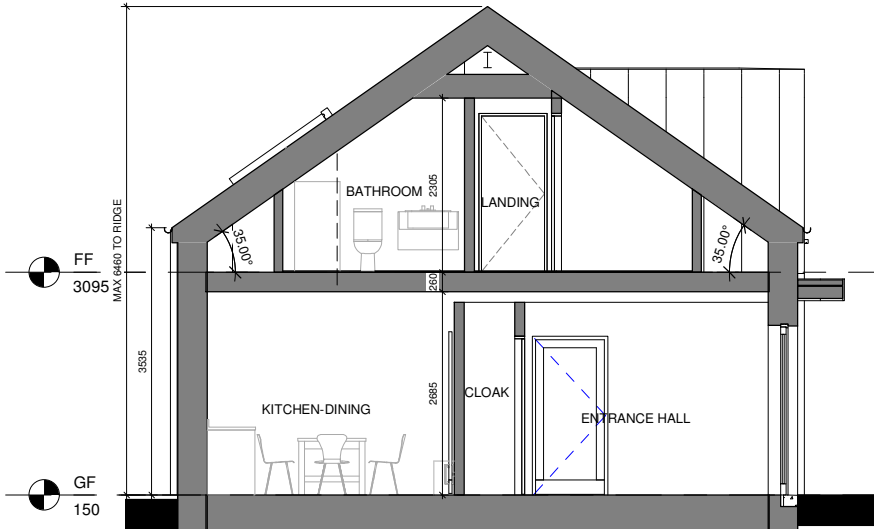 BATHROOM
2305
LANDING
35.00°
35.00°
MAX 6460 TO RIDGE
FF
3095
260
3535
2685
CLOAK
KITCHEN-DINING
ENTRANCE HALL
GF
150